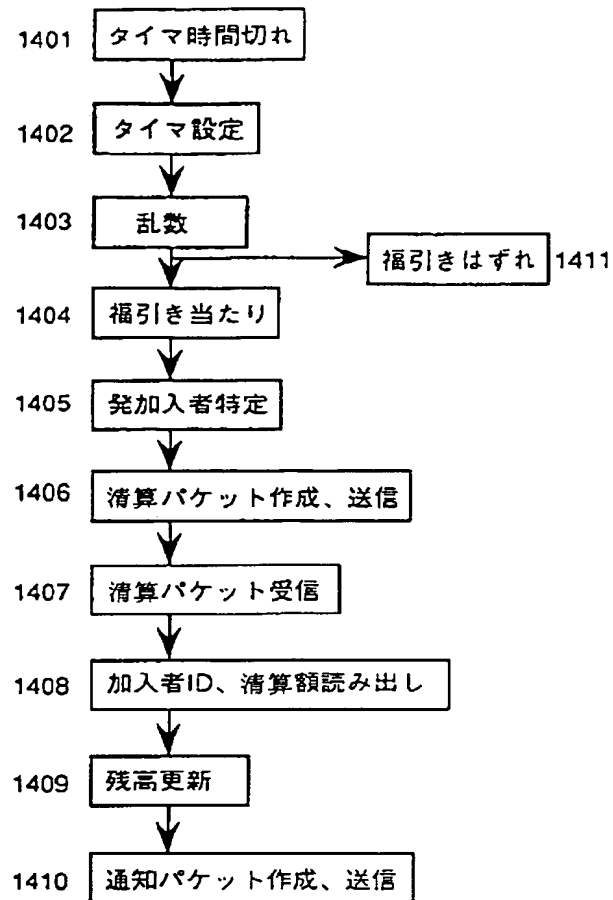 1401 タイマ時間切れ
1402 タイマ設定
1403 乱数
福引きはずれ 1411
1404 福引き当たり
1405 発加入者特定
1406 清算パケット作成、送信
1407 清算パケット受信
1408 加入者ID、清算額読み出し
1409 残高更新
1410 通知パケット作成、送信